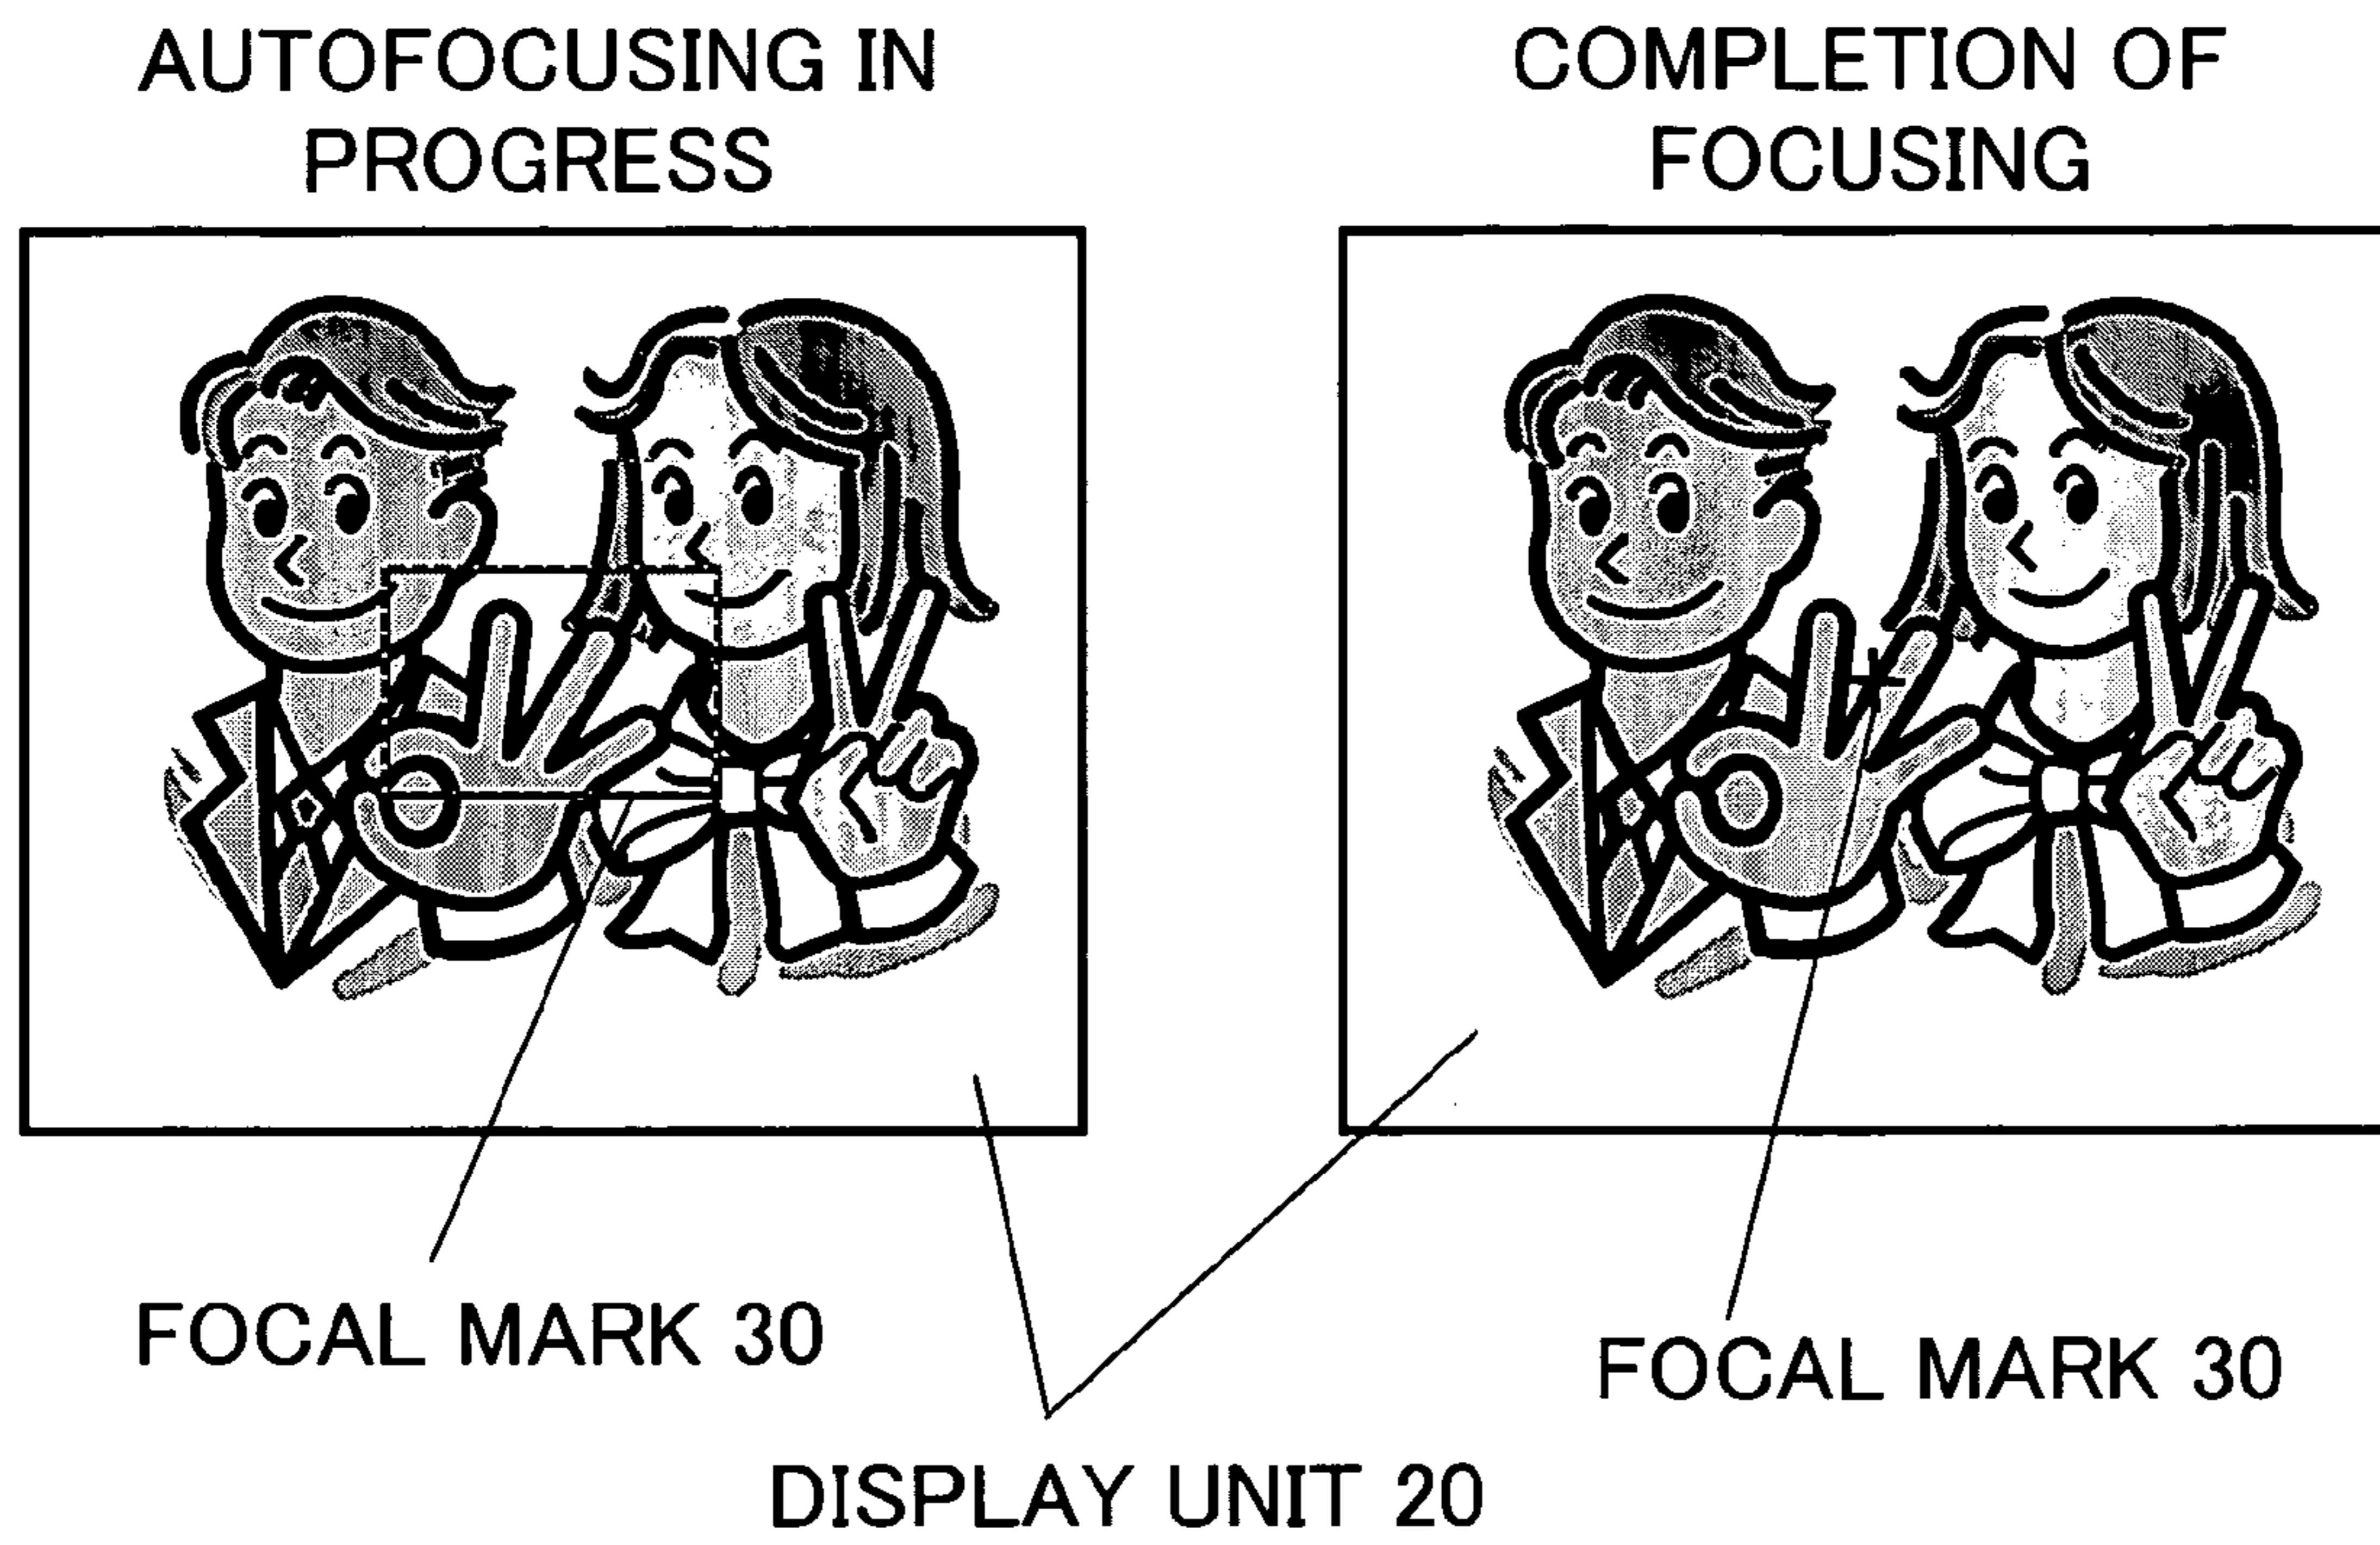 AUTOFOCUSING IN
PROGRESS
COMPLETION OF
FOCUSING
FOCAL MARK 30
FOCAL MARK 30
DISPLAY UNIT 20